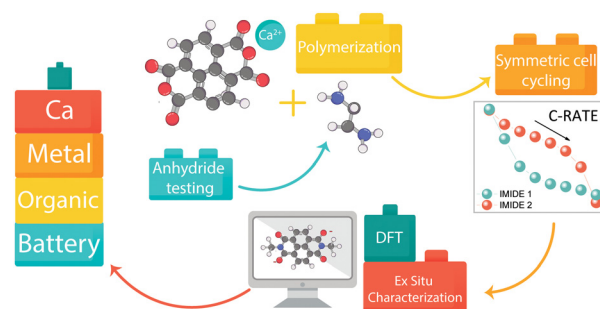 Ca
Metal
Organic
Battery
Anhydride
testing
Ca²⁺
+
Polymerization
Symmetric cell
cycling
C-RATE
IMIDE 1
IMIDE 2
DFT
Ex Situ
Characterization